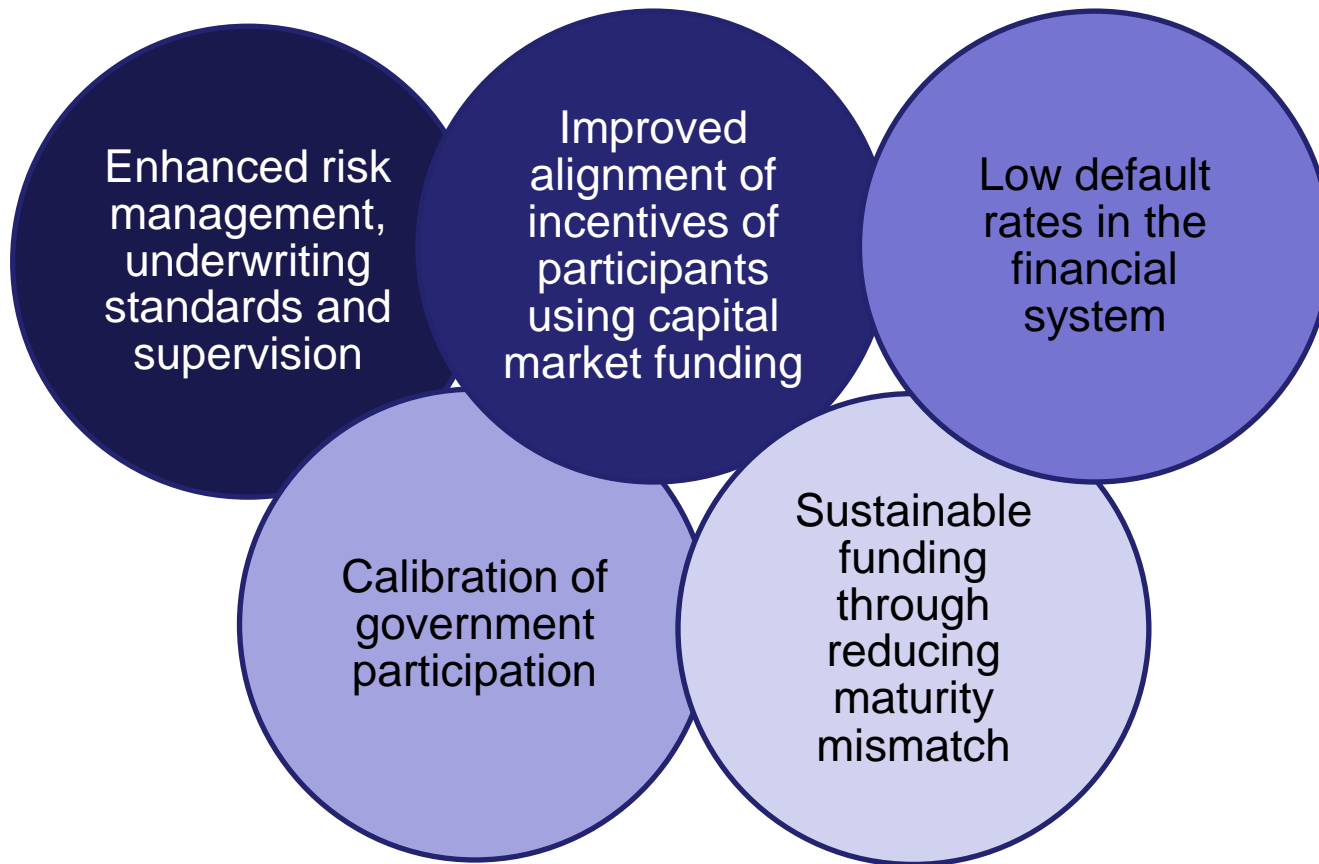 Enhanced risk
management,
underwriting
standards and
supervision
Improved
alignment of
incentives of
participants
using capital
market funding
Low default
rates in the
financial
system
Calibration of
government
participation
Sustainable
funding
through
reducing
maturity
mismatch